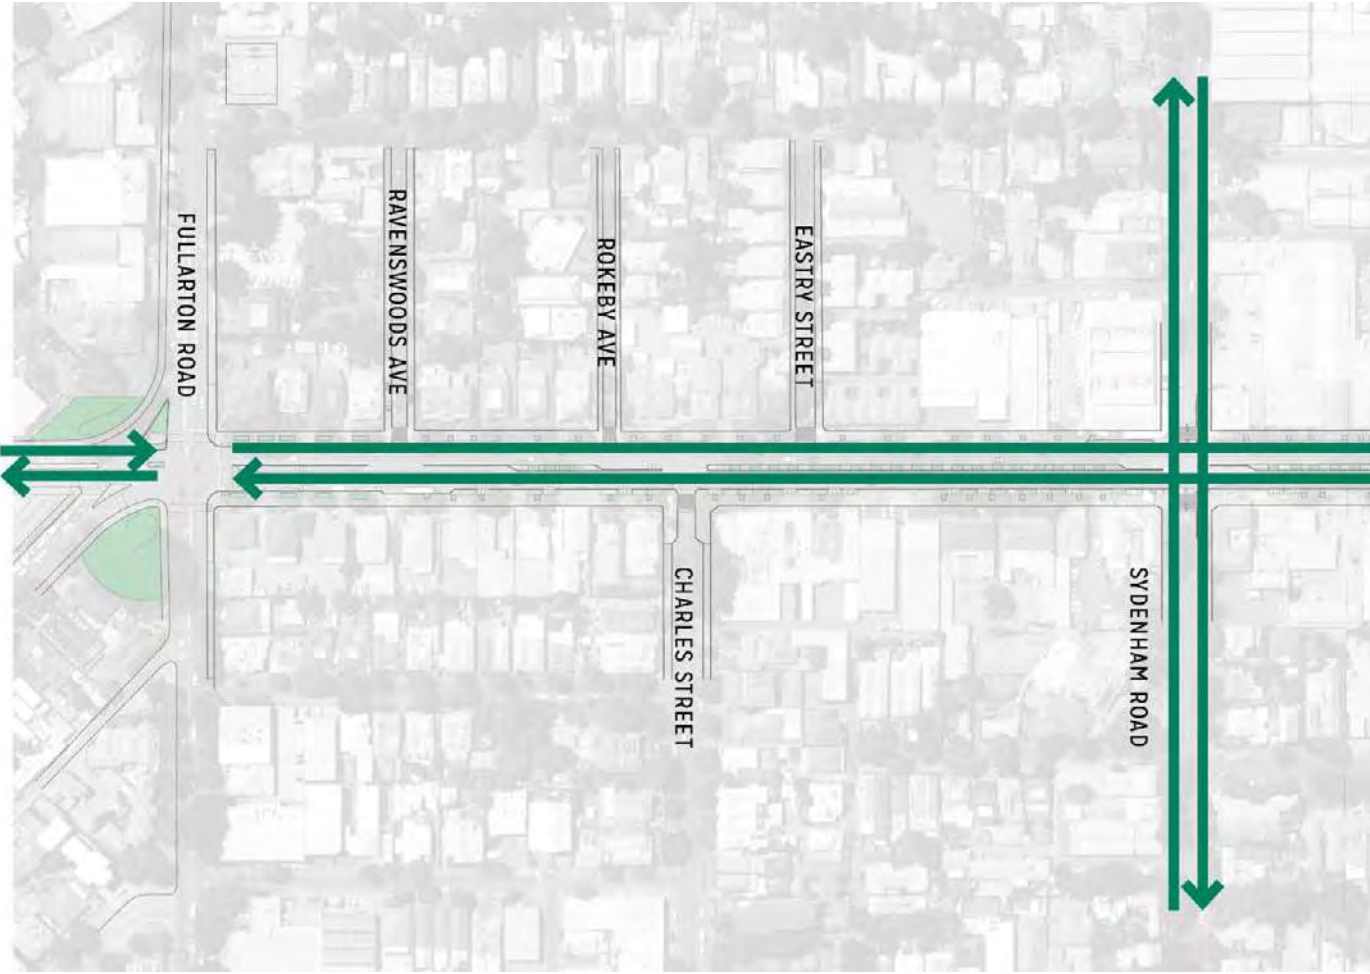 FULLARTON ROAD
RAVENSWOODS AVE
ROKEBY AVE
EASTRY STREET
CHARLES STREET
SYDENHAM ROAD